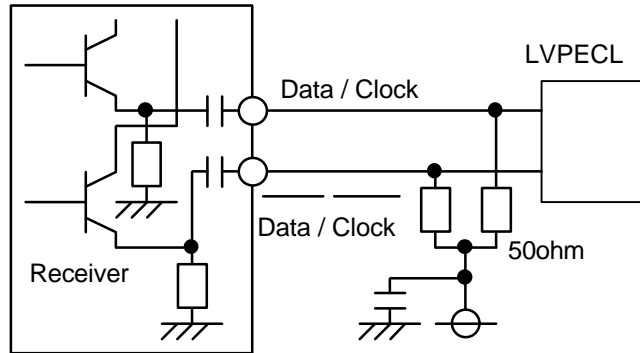 LVPECL
Data / Clock
Data / Clock
Receiver
50ohm